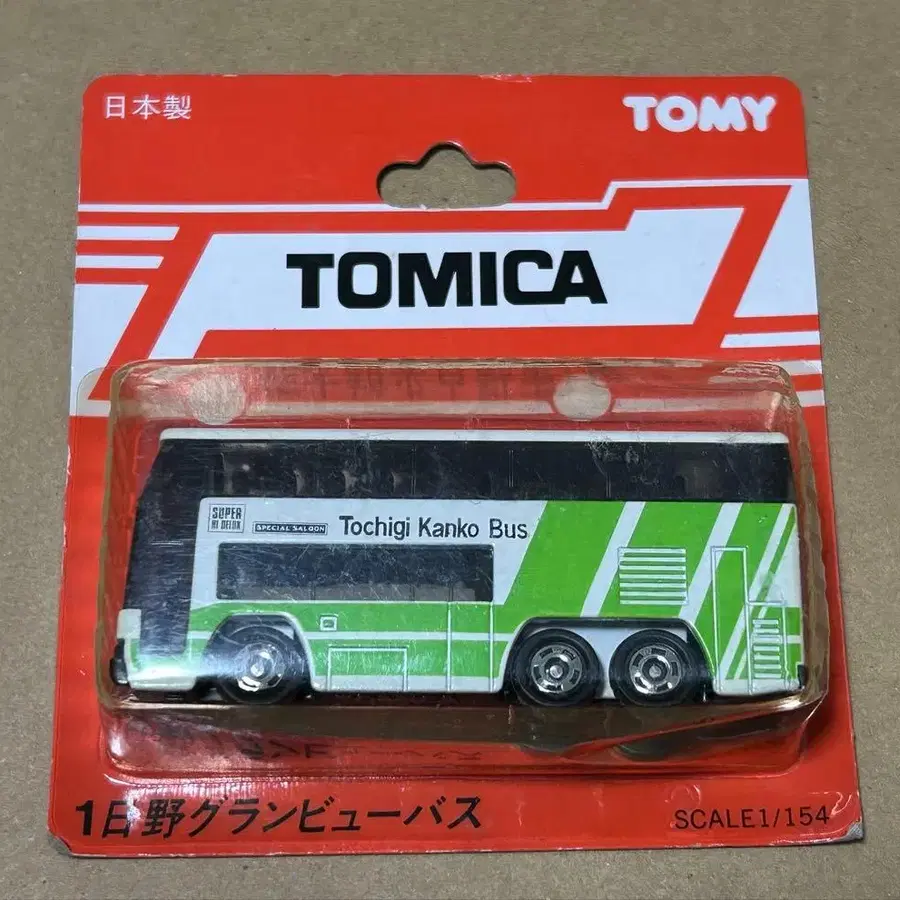 日本製
TOMY
TOMICA
SUPER
HI DELUX
SPECIAL SALOON
Tochigi Kanko Bus
1日野グランビューバス
SCALE1/154